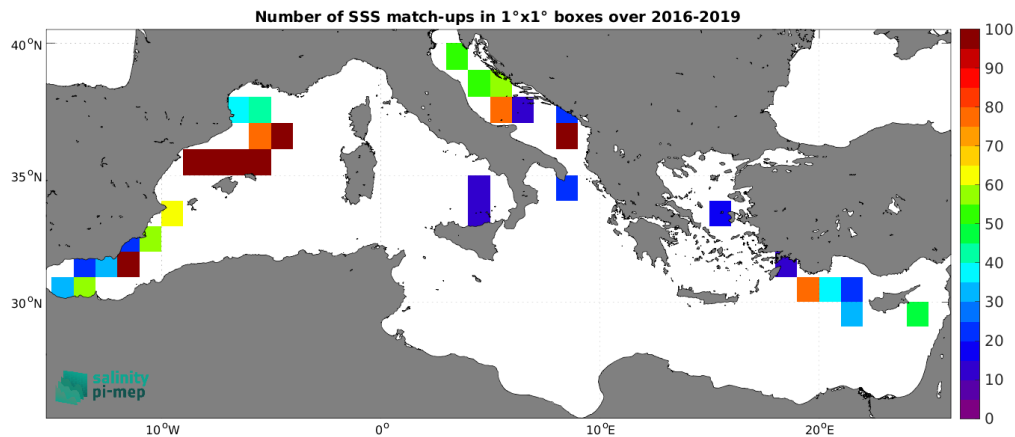 Number of SSS match-ups in 1°x1° boxes over 2016-2019
40°N
35°N
30°N
10°W
0°
10°E
20°E
100
90
80
70
60
50
40
30
20
10
0
salinity
pi-mep